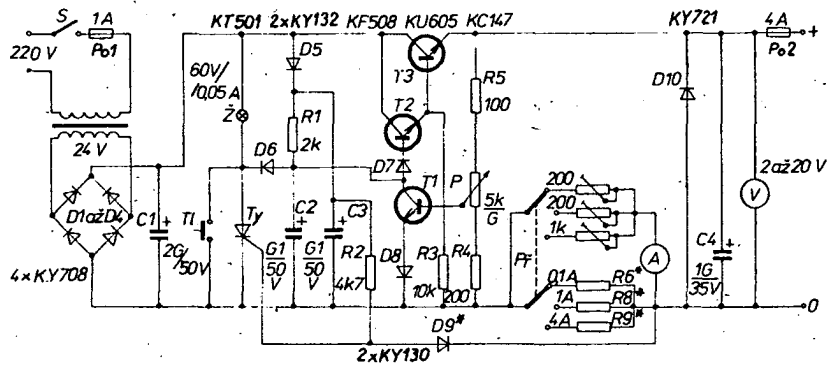 KT501 2xKY132 KF508 KU605 KC147 KY721
S 1A
Po1
220 V
4A
Po2
+
60V/
/0,05A
Ž
D5
T3
R5
100
D10
R1
2k
T2
24 V
D6
D7
T1
P
5k
/G
2až20 V
V
D1ažD4
C1
+
2G/
/50V
Tl
Ty
C2
+
G1
/50
V
C3
+
G1
/50
V
R2
4k7
D8
R3
10k
R4
200
200
200
1k
Př
A
C4
+
1G
/35V
4xKY708
0,1A R6*
1A R8*
4A R9*
0
D9*
2xKY130